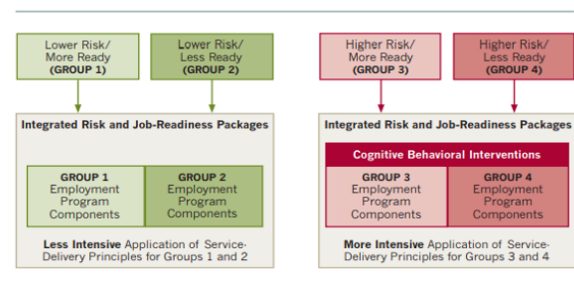 Lower Risk/
More Ready
(GROUP 1)
Lower Risk/
Less Ready
(GROUP 2)
Higher Risk/
More Ready
(GROUP 3)
Higher Risk/
Less Ready
(GROUP 4)
Integrated Risk and Job-Readiness Packages
GROUP 1
Employment
Program
Components
GROUP 2
Employment
Program
Components
Less Intensive Application of Service-
Delivery Principles for Groups 1 and 2
Integrated Risk and Job-Readiness Packages
Cognitive Behavioral Interventions
GROUP 3
Employment
Program
Components
GROUP 4
Employment
Program
Components
More Intensive Application of Service-
Delivery Principles for Groups 3 and 4